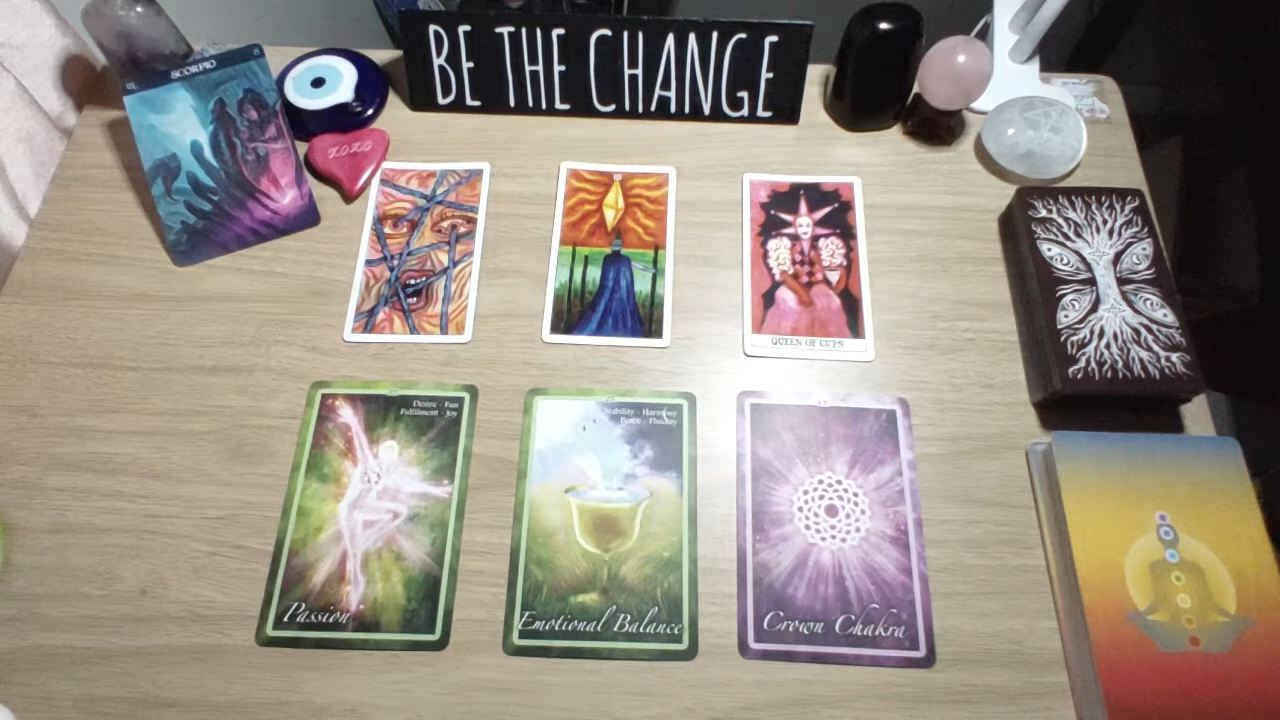 BE THE CHANGE
SCORPIO
XOXO
III
QUEEN OF CUPS
Desire - Fun
Fulfilment - Joy
Passion
Stability - Harmony
Peace - Fluidity
Emotional Balance
Crown Chakra